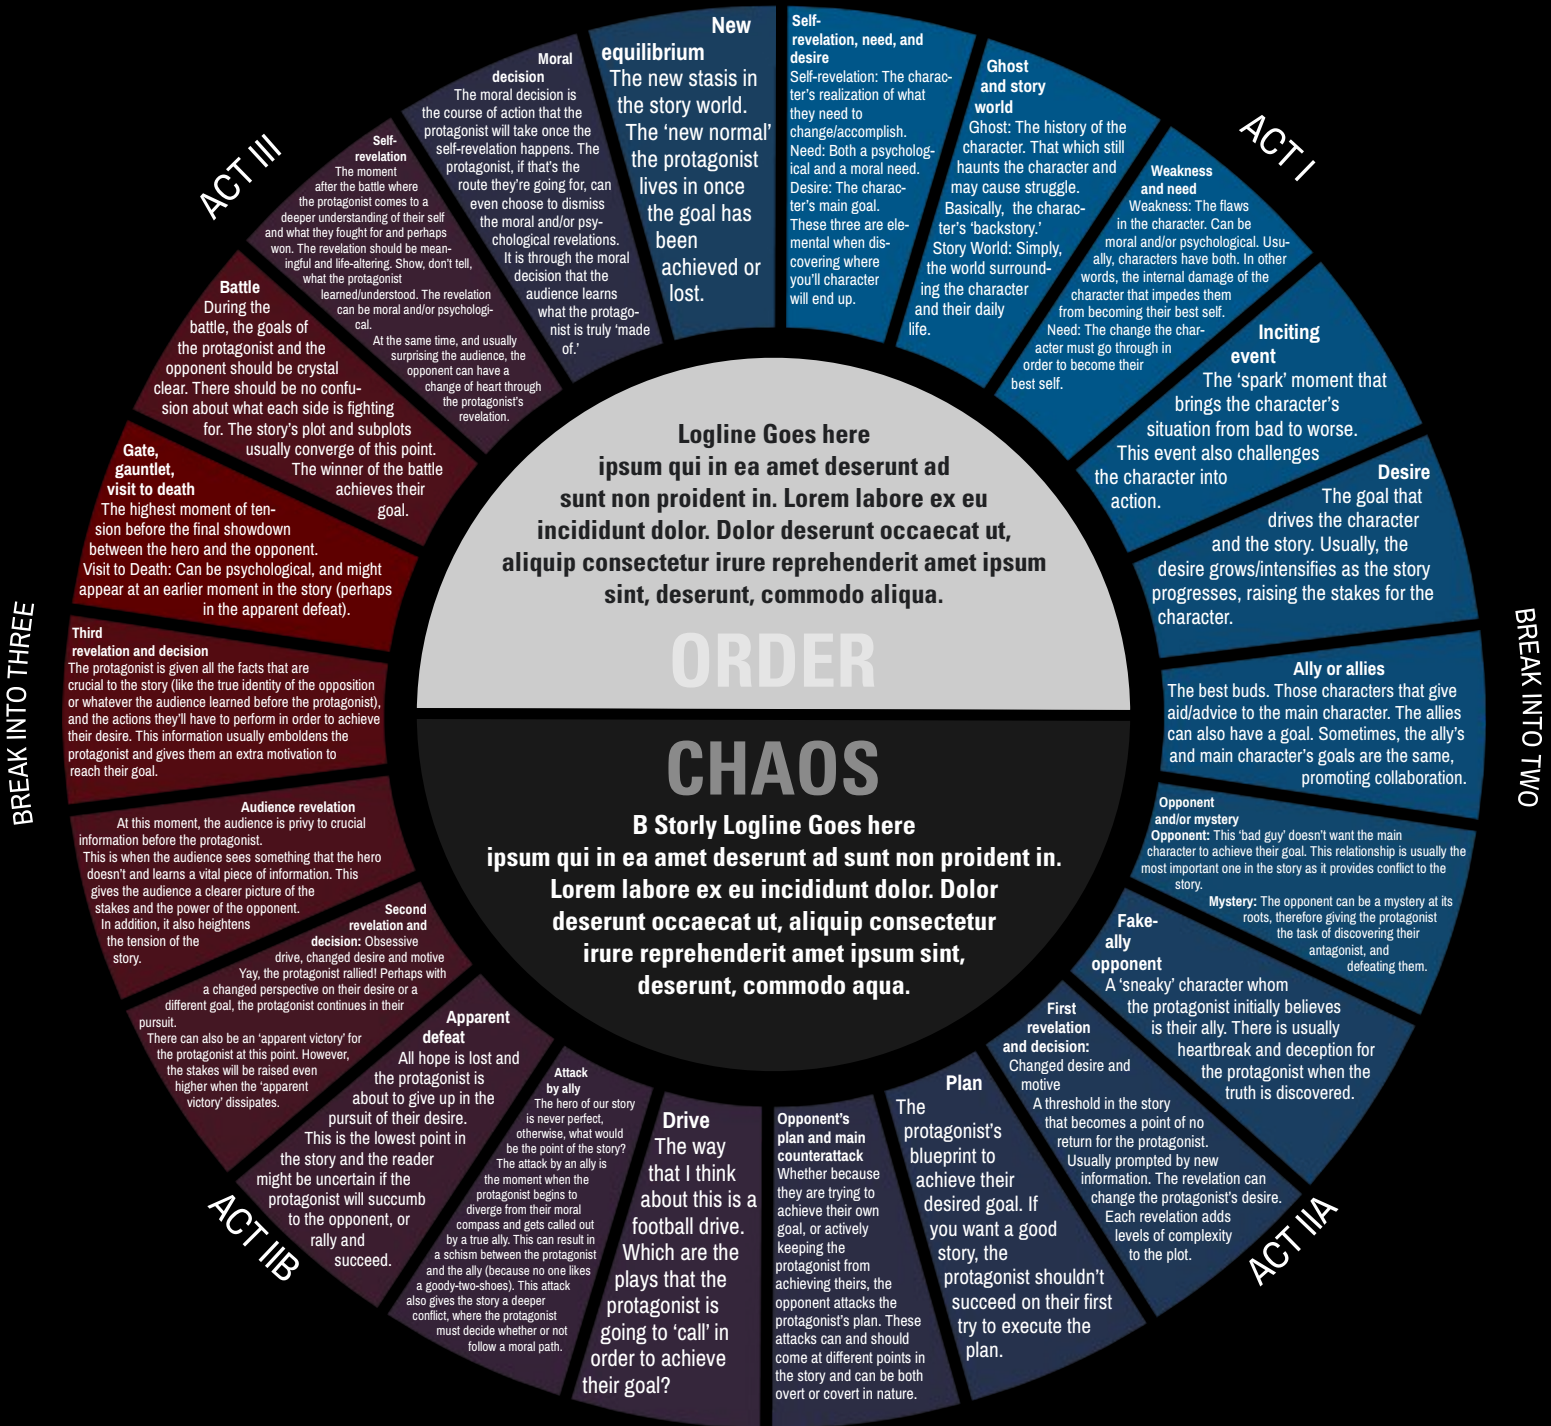 Self-
revelation, need, and
desire
Self-revelation: The charac-
ter's realization of what
they need to
change/accomplish.
Need: Both a psycholog-
ical and a moral need.
Desire: The charac-
ter's main goal.
These three are ele-
mental when dis-
covering where
you'll character
will end up.
Ghost
and story
world
Ghost: The history of the
character. That which still
haunts the character and
may cause struggle.
Basically, the charac-
ter's 'backstory.'
Story World: Simply,
the world surround-
ing the character
and their daily
life.
ACT I
Weakness
and need
Weakness: The flaws
in the character. Can be
moral and/or psychological. Usu-
ally, characters have both. In other
words, the internal damage of the
character that impedes them
from becoming their best self.
Need: The change the char-
acter must go through in
order to become their
best self.
Inciting
event
The 'spark' moment that
brings the character's
situation from bad to worse.
This event also challenges
the character into
action.
Desire
The goal that
drives the character
and the story. Usually, the
desire grows/intensifies as the story
progresses, raising the stakes for the
character.
BREAK INTO TWO
Ally or allies
The best buds. Those characters that give
aid/advice to the main character. The allies
can also have a goal. Sometimes, the ally's
and main character's goals are the same,
promoting collaboration.
Opponent
and/or mystery
Opponent: This 'bad guy' doesn't want the main
character to achieve their goal. This relationship is usually the
most important one in the story as it provides conflict to the
story.
Mystery: The opponent can be a mystery at its
roots, therefore giving the protagonist
the task of discovering their
antagonist, and
defeating them.
Fake-
ally
opponent
A 'sneaky' character whom
the protagonist initially believes
is their ally. There is usually
heartbreak and deception for
the protagonist when the
truth is discovered.
First
revelation
and decision:
Changed desire and
motive
A threshold in the story
that becomes a point of no
return for the protagonist.
Usually prompted by new
information. The revelation can
change the protagonist's desire.
Each revelation adds
levels of complexity
to the plot.
ACT IIA
Plan
The
protagonist's
blueprint to
achieve their
desired goal. If
you want a good
story, the
protagonist shouldn't
succeed on their first
try to execute the
plan.
Opponent's
plan and main
counterattack
Whether because
they are trying to
achieve their own
goal, or actively
keeping the
protagonist from
achieving theirs, the
opponent attacks the
protagonist's plan. These
attacks can and should
come at different points in
the story and can be both
overt or covert in nature.
Drive
The way
that I think
about this is a
football drive.
Which are the
plays that the
protagonist is
going to 'call' in
order to achieve
their goal?
Attack
by ally
The hero of our story
is never perfect,
otherwise, what would
be the point of the story?
The attack by an ally is
the moment when the
protagonist begins to
diverge from their moral
compass and gets called out
by a true ally. This can result in
a schism between the protagonist
and the ally (because no one likes
a goody-two-shoes). This attack
also gives the story a deeper
conflict, where the protagonist
must decide whether or not
follow a moral path.
ACT IIB
Apparent
defeat
All hope is lost and
the protagonist is
about to give up in the
pursuit of their desire.
This is the lowest point in
the story and the reader
might be uncertain if the
protagonist will succumb
to the opponent, or
rally and
succeed.
Second
revelation and
decision: Obsessive
drive, changed desire and motive
Yay, the protagonist rallied! Perhaps with
a changed perspective on their desire or a
different goal, the protagonist continues in their
pursuit.
There can also be an 'apparent victory' for
the protagonist at this point. However,
the stakes will be raised even
higher when the 'apparent
victory' dissipates.
Audience revelation
At this moment, the audience is privy to crucial
information before the protagonist.
This is when the audience sees something that the hero
doesn't and learns a vital piece of information. This
gives the audience a clearer picture of the
stakes and the power of the opponent.
In addition, it also heightens
the tension of the
story.
BREAK INTO THREE
Third
revelation and decision
The protagonist is given all the facts that are
crucial to the story (like the true identity of the opposition
or whatever the audience learned before the protagonist),
and the actions they'll have to perform in order to achieve
their desire. This information usually emboldens the
protagonist and gives them an extra motivation to
reach their goal.
Gate,
gauntlet,
visit to death
The highest moment of ten-
sion before the final showdown
between the hero and the opponent.
Visit to Death: Can be psychological, and might
appear at an earlier moment in the story (perhaps
in the apparent defeat).
Battle
During the
battle, the goals of
the protagonist and the
opponent should be crystal
clear. There should be no confu-
sion about what each side is fighting
for. The story's plot and subplots
usually converge of this point.
The winner of the battle
achieves their
goal.
ACT III
Self-
revelation
The moment
after the battle where
the protagonist comes to a
deeper understanding of their self
and what they fought for and perhaps
won. The revelation should be mean-
ingful and life-altering. Show, don't tell,
what the protagonist
learned/understood. The revelation
can be moral and/or psychologi-
cal.
At the same time, and usually
surprising the audience, the
opponent can have a
change of heart through
the protagonist's
revelation.
Moral
decision
The moral decision is
the course of action that the
protagonist will take once the
self-revelation happens. The
protagonist, if that's the
route they're going for, can
even choose to dismiss
the moral and/or psy-
chological revelations.
It is through the moral
decision that the
audience learns
what the protago-
nist is truly 'made
of.'
New
equilibrium
The new stasis in
the story world.
The 'new normal'
the protagonist
lives in once
the goal has
been
achieved or
lost.
Logline Goes here
ipsum qui in ea amet deserunt ad
sunt non proident in. Lorem labore ex eu
incididunt dolor. Dolor deserunt occaecat ut,
aliquip consectetur irure reprehenderit amet ipsum
sint, deserunt, commodo aliqua.
ORDER
CHAOS
B Storly Logline Goes here
ipsum qui in ea amet deserunt ad sunt non proident in.
Lorem labore ex eu incididunt dolor. Dolor
deserunt occaecat ut, aliquip consectetur
irure reprehenderit amet ipsum sint,
deserunt, commodo aqua.